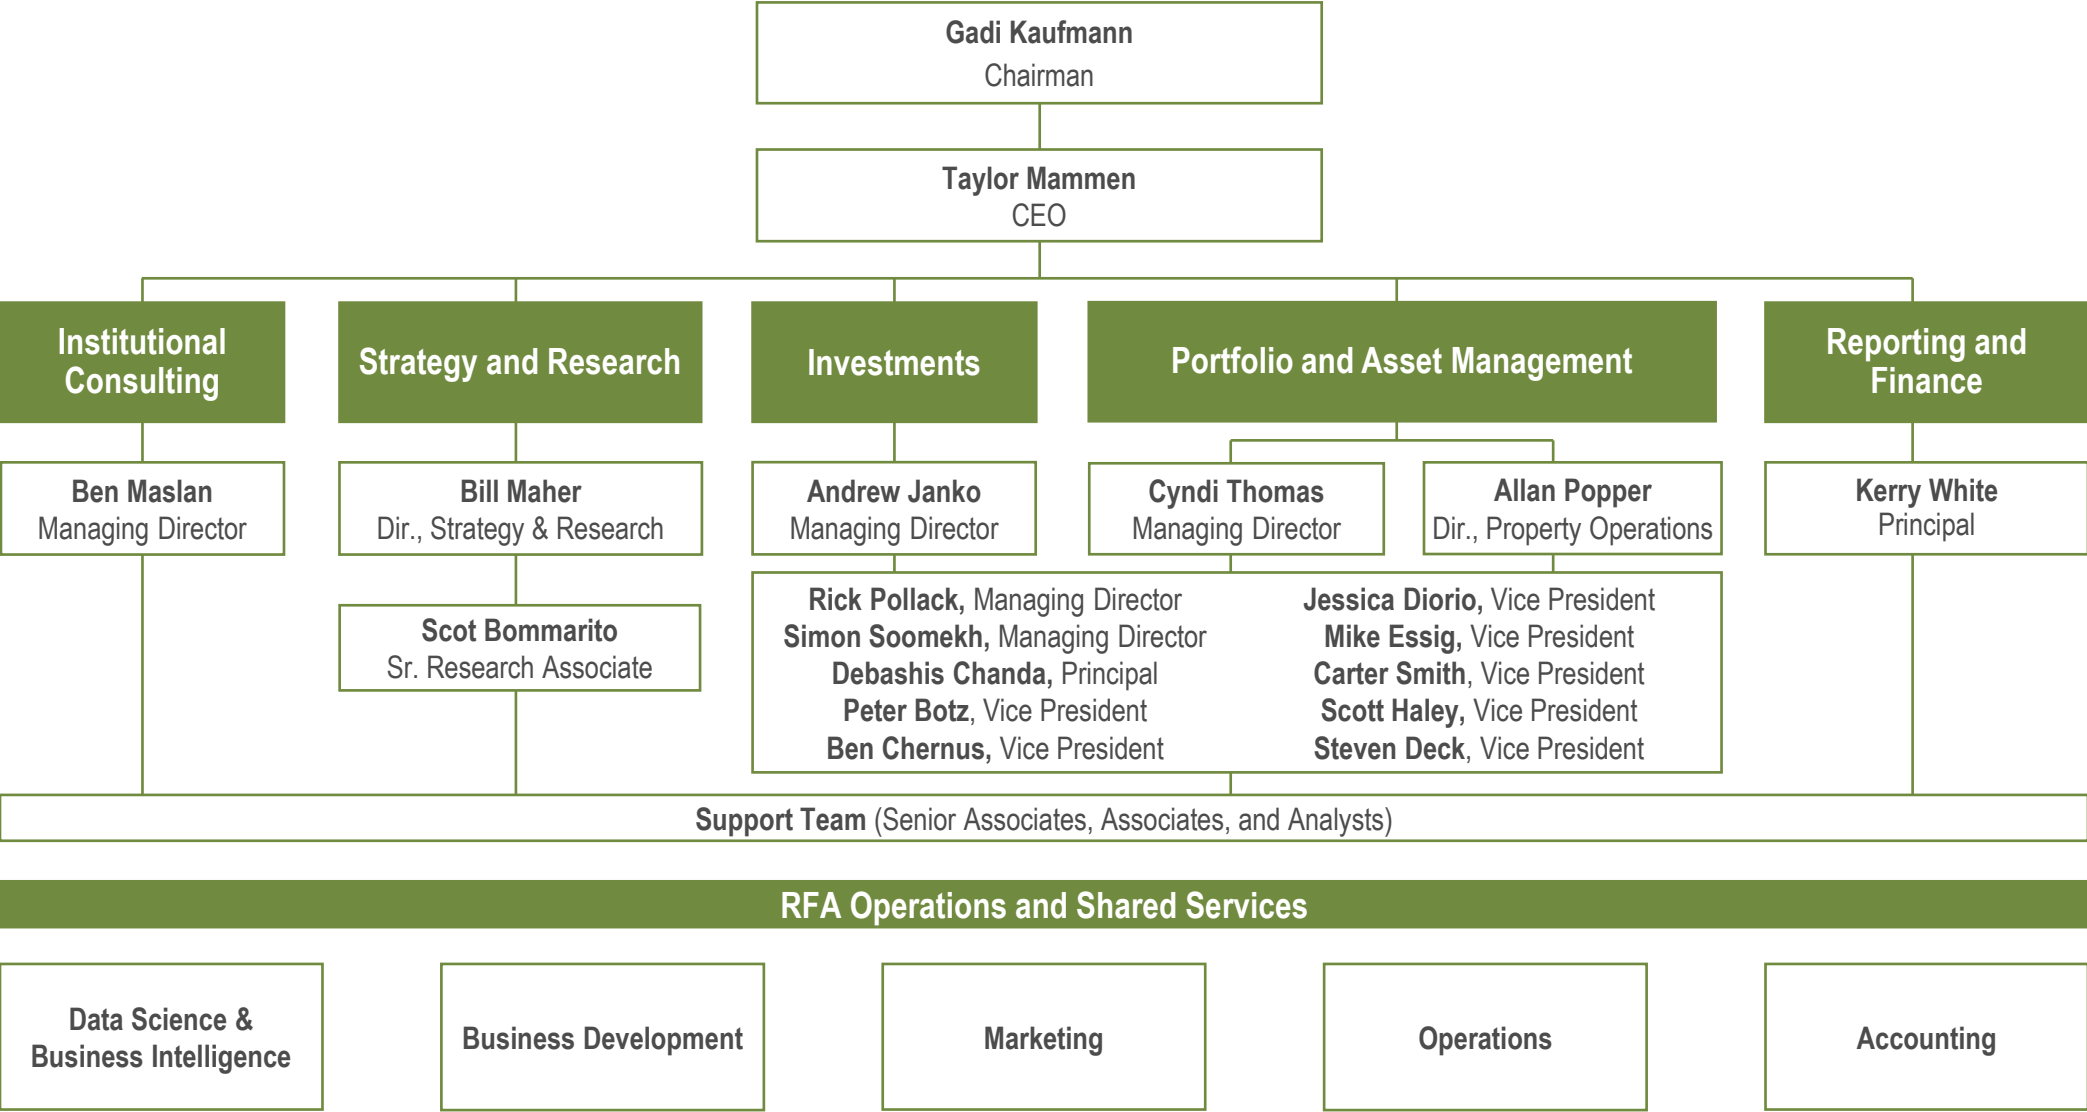 Gadi Kaufmann
Chairman
Taylor Mammen
CEO
Institutional
Consulting
Strategy and Research
Investments
Portfolio and Asset Management
Reporting and
Finance
Ben Maslan
Managing Director
Bill Maher
Dir., Strategy & Research
Andrew Janko
Managing Director
Cyndi Thomas
Managing Director
Allan Popper
Dir., Property Operations
Kerry White
Principal
Scot Bommarito
Sr. Research Associate
Rick Pollack, Managing Director
Simon Soomekh, Managing Director
Debashis Chanda, Principal
Peter Botz, Vice President
Ben Chernus, Vice President
Jessica Diorio, Vice President
Mike Essig, Vice President
Carter Smith, Vice President
Scott Haley, Vice President
Steven Deck, Vice President
Support Team (Senior Associates, Associates, and Analysts)
RFA Operations and Shared Services
Data Science &
Business Intelligence
Business Development
Marketing
Operations
Accounting